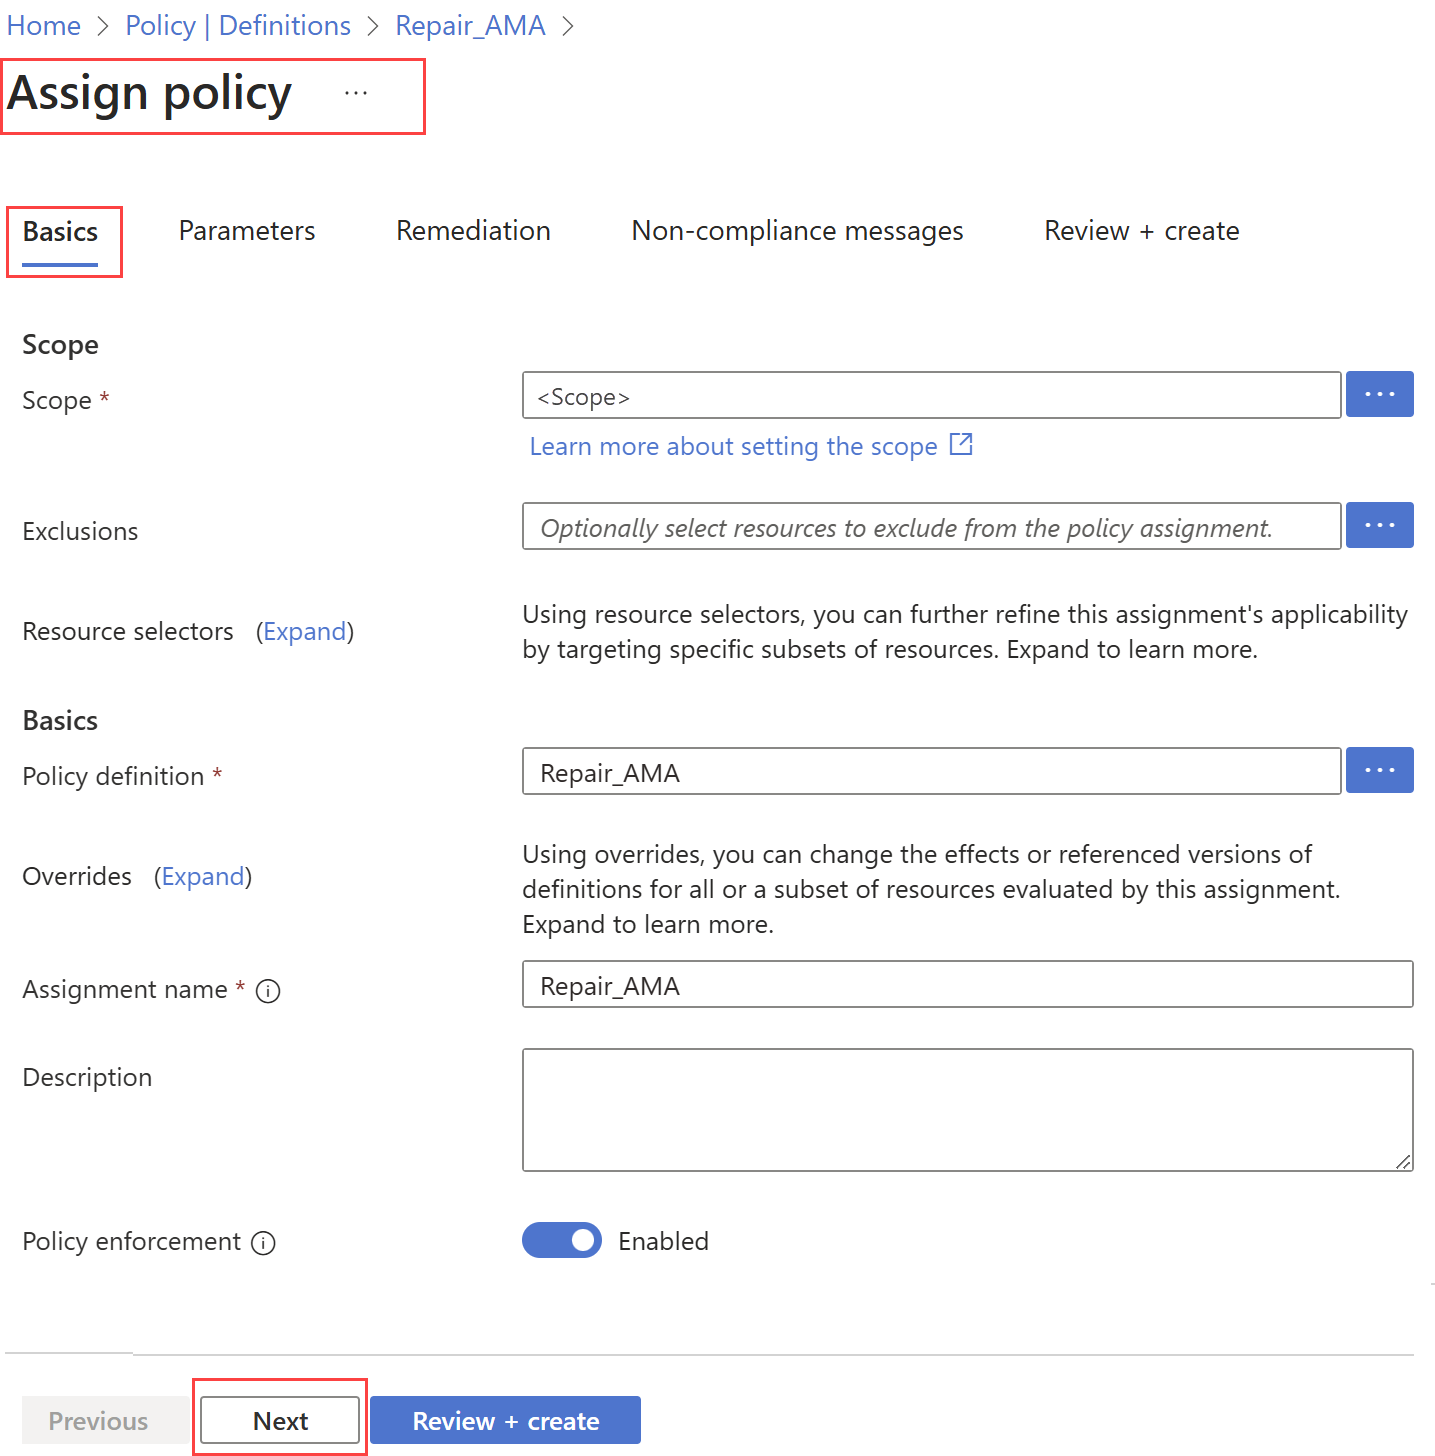 Home > Policy | Definitions > Repair_AMA >
Assign policy ...
Basics Parameters Remediation Non-compliance messages Review + create
Scope
Scope * <Scope> ...
Learn more about setting the scope
Exclusions Optionally select resources to exclude from the policy assignment. ...
Resource selectors (Expand) Using resource selectors, you can further refine this assignment's applicability
by targeting specific subsets of resources. Expand to learn more.
Basics
Policy definition * Repair_AMA ...
Overrides (Expand) Using overrides, you can change the effects or referenced versions of
definitions for all or a subset of resources evaluated by this assignment.
Expand to learn more.
Assignment name * Repair_AMA
Description
Policy enforcement Enabled
Previous Next Review + create